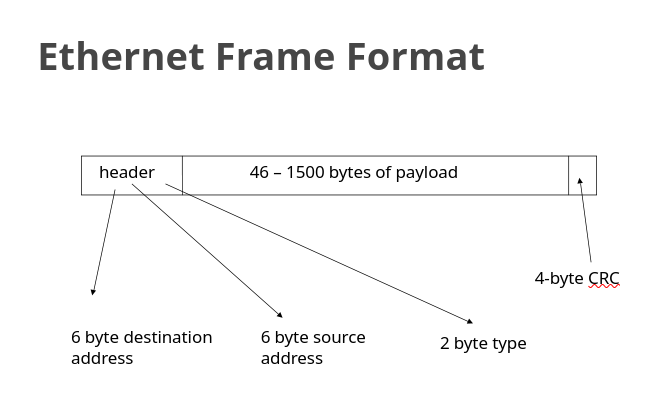 Ethernet Frame Format
header
46 – 1500 bytes of payload
4-byte CRC
6 byte destination
address
6 byte source
address
2 byte type